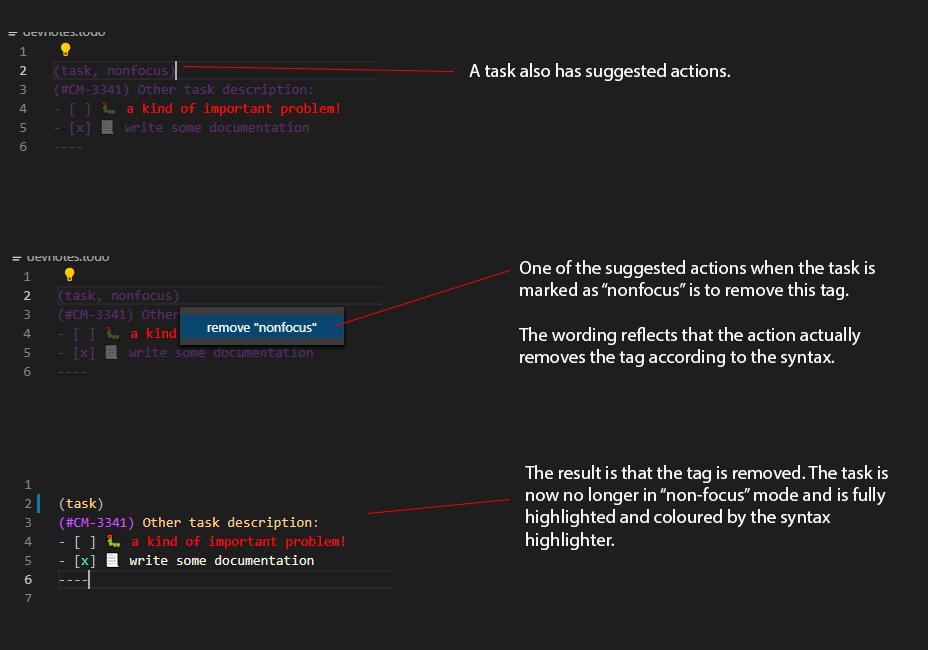 devnotes.todo
1
2 (task, nonfocus)
A task also has suggested actions.
3 (#CM-3341) Other task description:
4 - [ ] 🐛 a kind of important problem!
5 - [x] 📃 write some documentation
6 ----
devnotes.todo
1
2 (task, nonfocus)
3 (#CM-3341) Other
remove "nonfocus"
4 - [ ] 🐛 a kind
5 - [x] 📃 write some documentation
6 ----
One of the suggested actions when the task is
marked as “nonfocus” is to remove this tag.
The wording reflects that the action actually
removes the tag according to the syntax.
1
2 (task)
3 (#CM-3341) Other task description:
4 - [ ] 🐛 a kind of important problem!
5 - [x] 📃 write some documentation
6 ----
7
The result is that the tag is removed. The task is
now no longer in “non-focus” mode and is fully
highlighted and coloured by the syntax
highlighter.